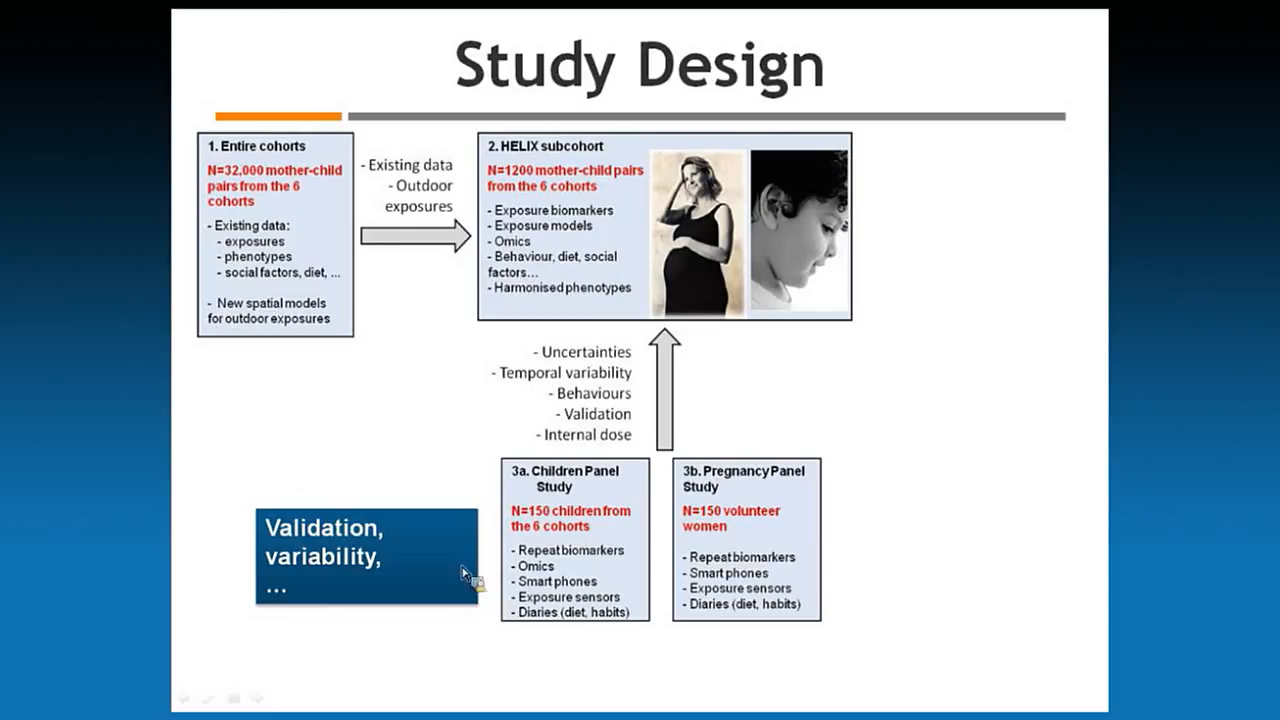 Study Design
1. Entire cohorts
N=32,000 mother-child
pairs from the 6
cohorts
- Existing data:
- exposures
- phenotypes
- social factors, diet, ...
- New spatial models
for outdoor exposures
- Existing data
- Outdoor
exposures
2. HELIX subcohort
N=1200 mother-child pairs
from the 6 cohorts
- Exposure biomarkers
- Exposure models
- Omics
- Behaviour, diet, social
factors...
- Harmonised phenotypes
- Uncertainties
- Temporal variability
- Behaviours
- Validation
- Internal dose
Validation,
variability,
...
3a. Children Panel
Study
N=150 children from
the 6 cohorts
- Repeat biomarkers
- Omics
- Smart phones
- Exposure sensors
- Diaries (diet, habits)
3b. Pregnancy Panel
Study
N=150 volunteer
women
- Repeat biomarkers
- Smart phones
- Exposure sensors
- Diaries (diet, habits)